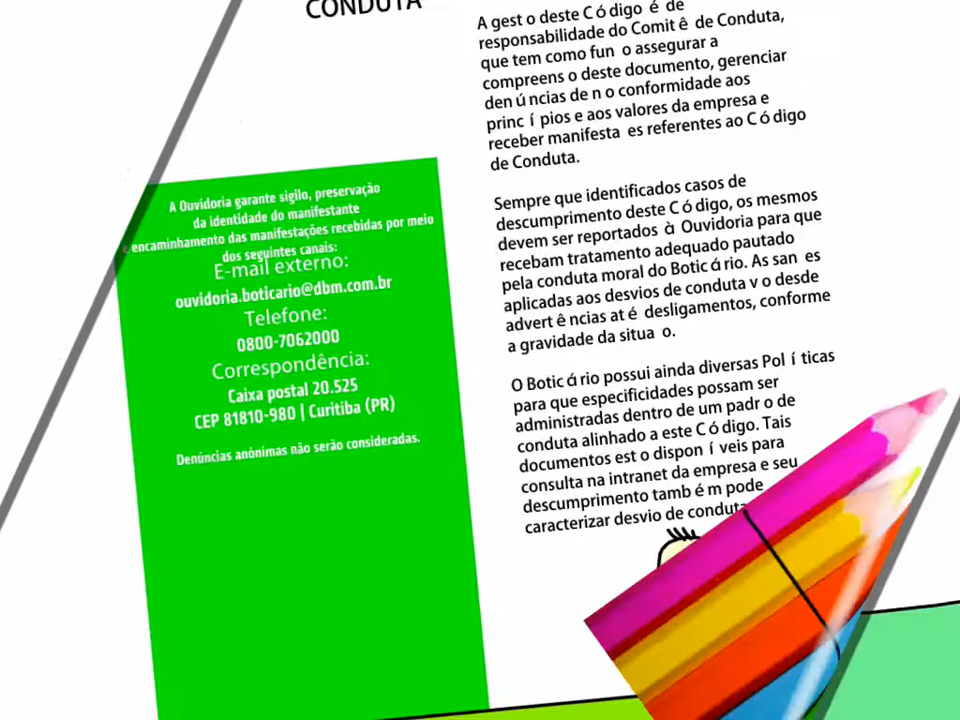 CONDUTA
A Ouvidoria garante sigilo, preservação
da identidade do manifestante
e encaminhamento das manifestações recebidas por meio
dos seguintes canais:
E-mail externo:
ouvidoria.boticario@dbm.com.br
Telefone:
0800-7062000
Correspondência:
Caixa postal 20.525
CEP 81810-980 | Curitiba (PR)
Denúncias anônimas não serão consideradas.
A gest o deste C ó digo é de
responsabilidade do Comit ê de Conduta,
que tem como fun o assegurar a
compreens o deste documento, gerenciar
den ú ncias de n o conformidade aos
princ í pios e aos valores da empresa e
receber manifesta es referentes ao C ó digo
de Conduta.
Sempre que identificados casos de
descumprimento deste C ó digo, os mesmos
devem ser reportados à Ouvidoria para que
recebam tratamento adequado pautado
pela conduta moral do Botic á rio. As san es
aplicadas aos desvios de conduta v o desde
advert ê ncias at é desligamentos, conforme
a gravidade da situa o.
O Botic á rio possui ainda diversas Pol í ticas
para que especificidades possam ser
administradas dentro de um padr o de
conduta alinhado a este C ó digo. Tais
documentos est o dispon í veis para
consulta na intranet da empresa e seu
descumprimento tamb é m pode
caracterizar desvio de conduta